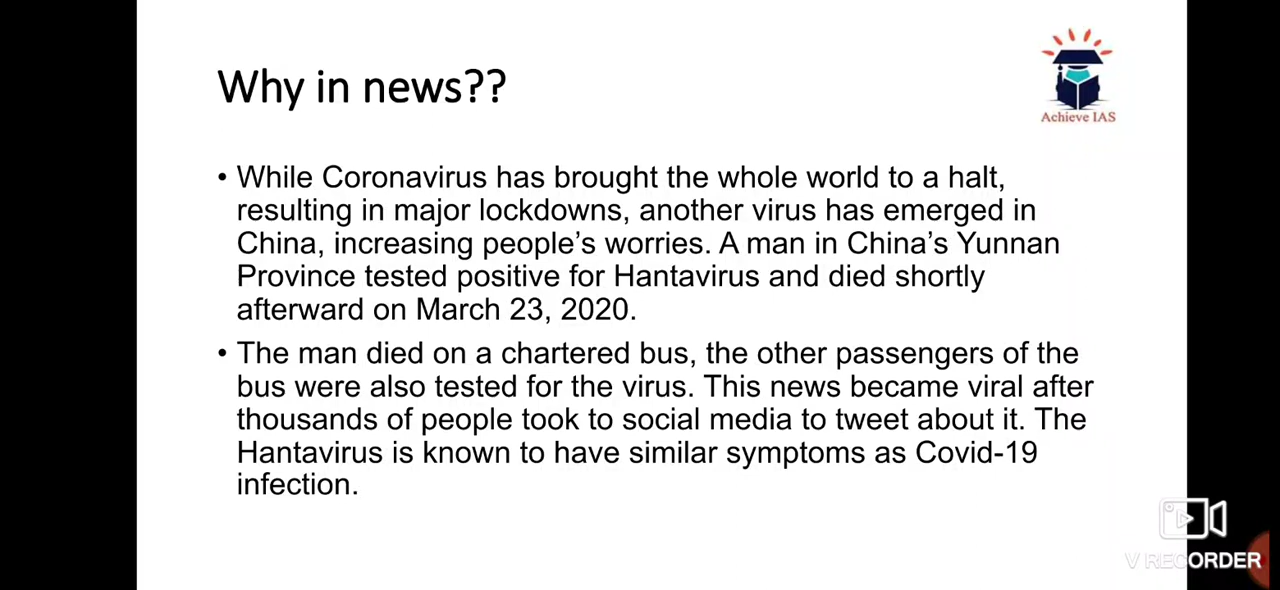 Why in news??
Achieve IAS
• While Coronavirus has brought the whole world to a halt,
resulting in major lockdowns, another virus has emerged in
China, increasing people’s worries. A man in China’s Yunnan
Province tested positive for Hantavirus and died shortly
afterward on March 23, 2020.
• The man died on a chartered bus, the other passengers of the
bus were also tested for the virus. This news became viral after
thousands of people took to social media to tweet about it. The
Hantavirus is known to have similar symptoms as Covid-19
infection.
V RECORDER